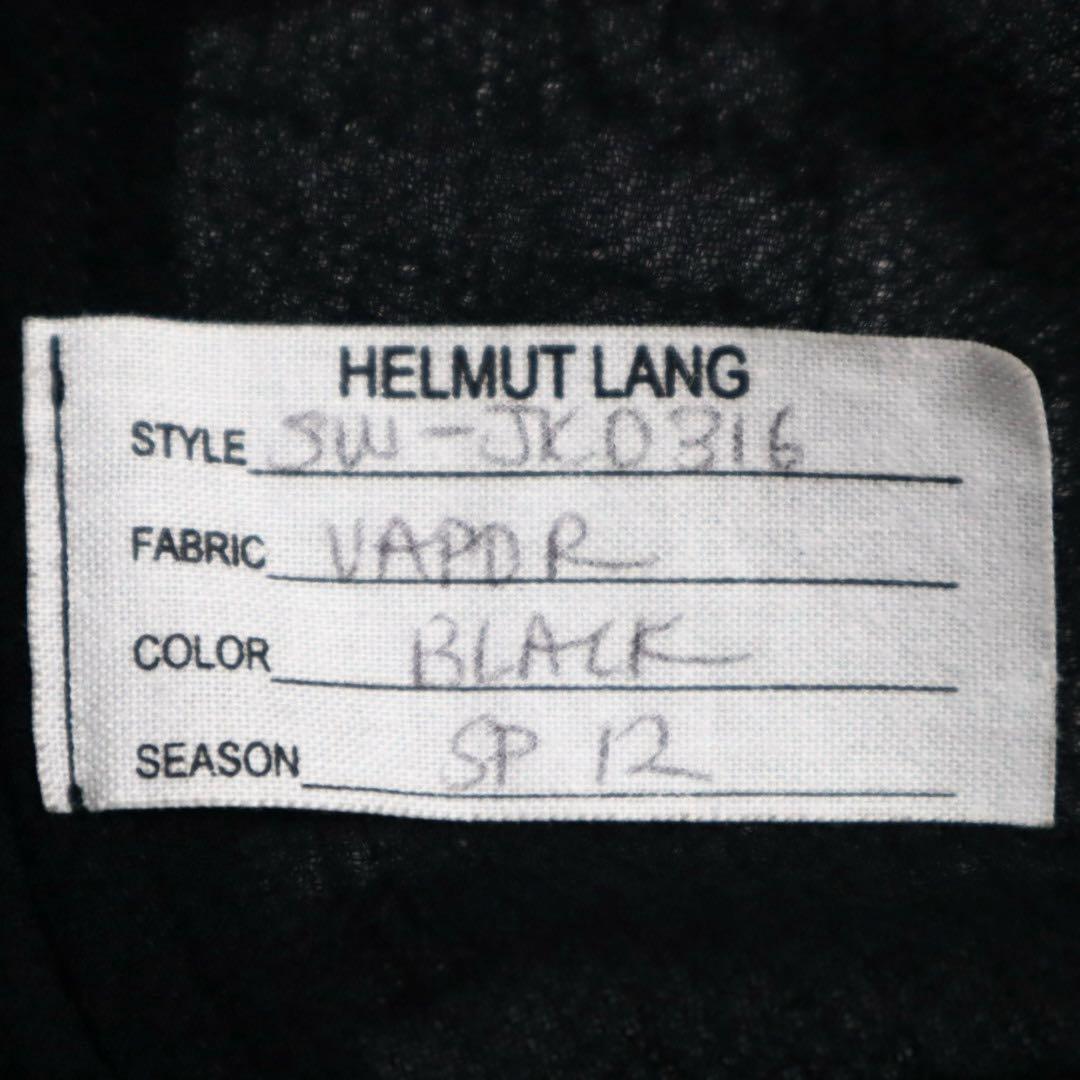 HELMUT LANG
STYLE SW-JK0316
FABRIC VAPOR
COLOR BLACK
SEASON SP 12